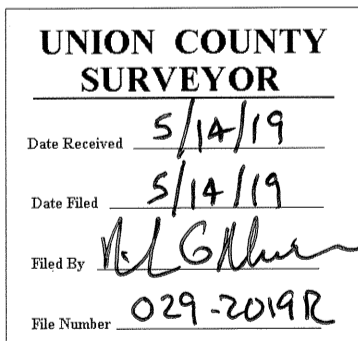 UNION COUNTY
SURVEYOR
Date Received 5/14/19
Date Filed 5/14/19
Filed By
File Number 029-2019R